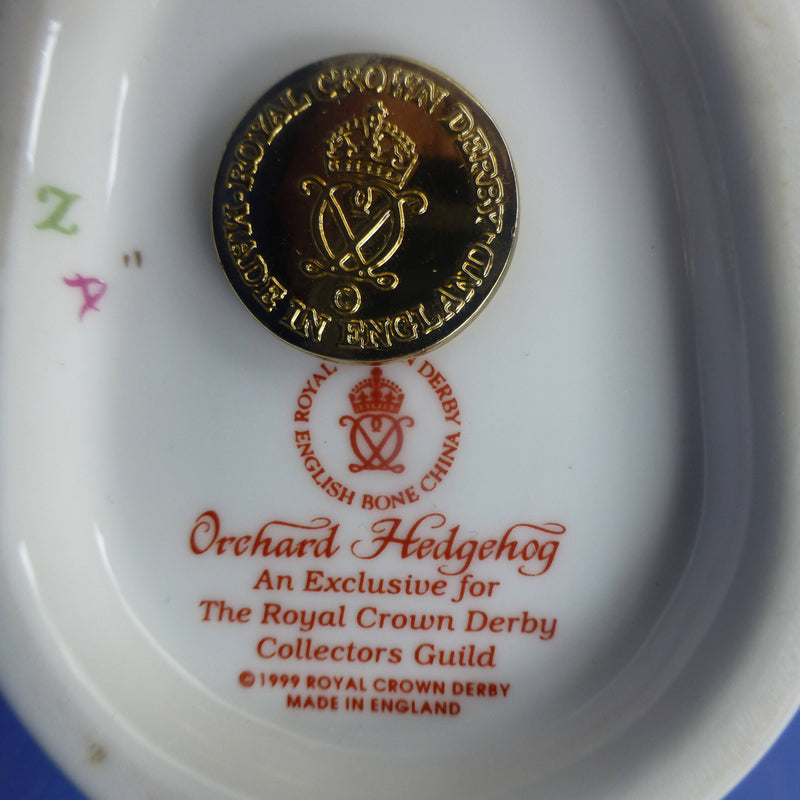 ·ROYAL CROWN DERBY·
MADE IN ENGLAND
©
Z
ROYAL DERBY
ENGLISH BONE CHINA
Orchard Hedgehog
An Exclusive for
The Royal Crown Derby
Collectors Guild
© 1999 ROYAL CROWN DERBY
MADE IN ENGLAND